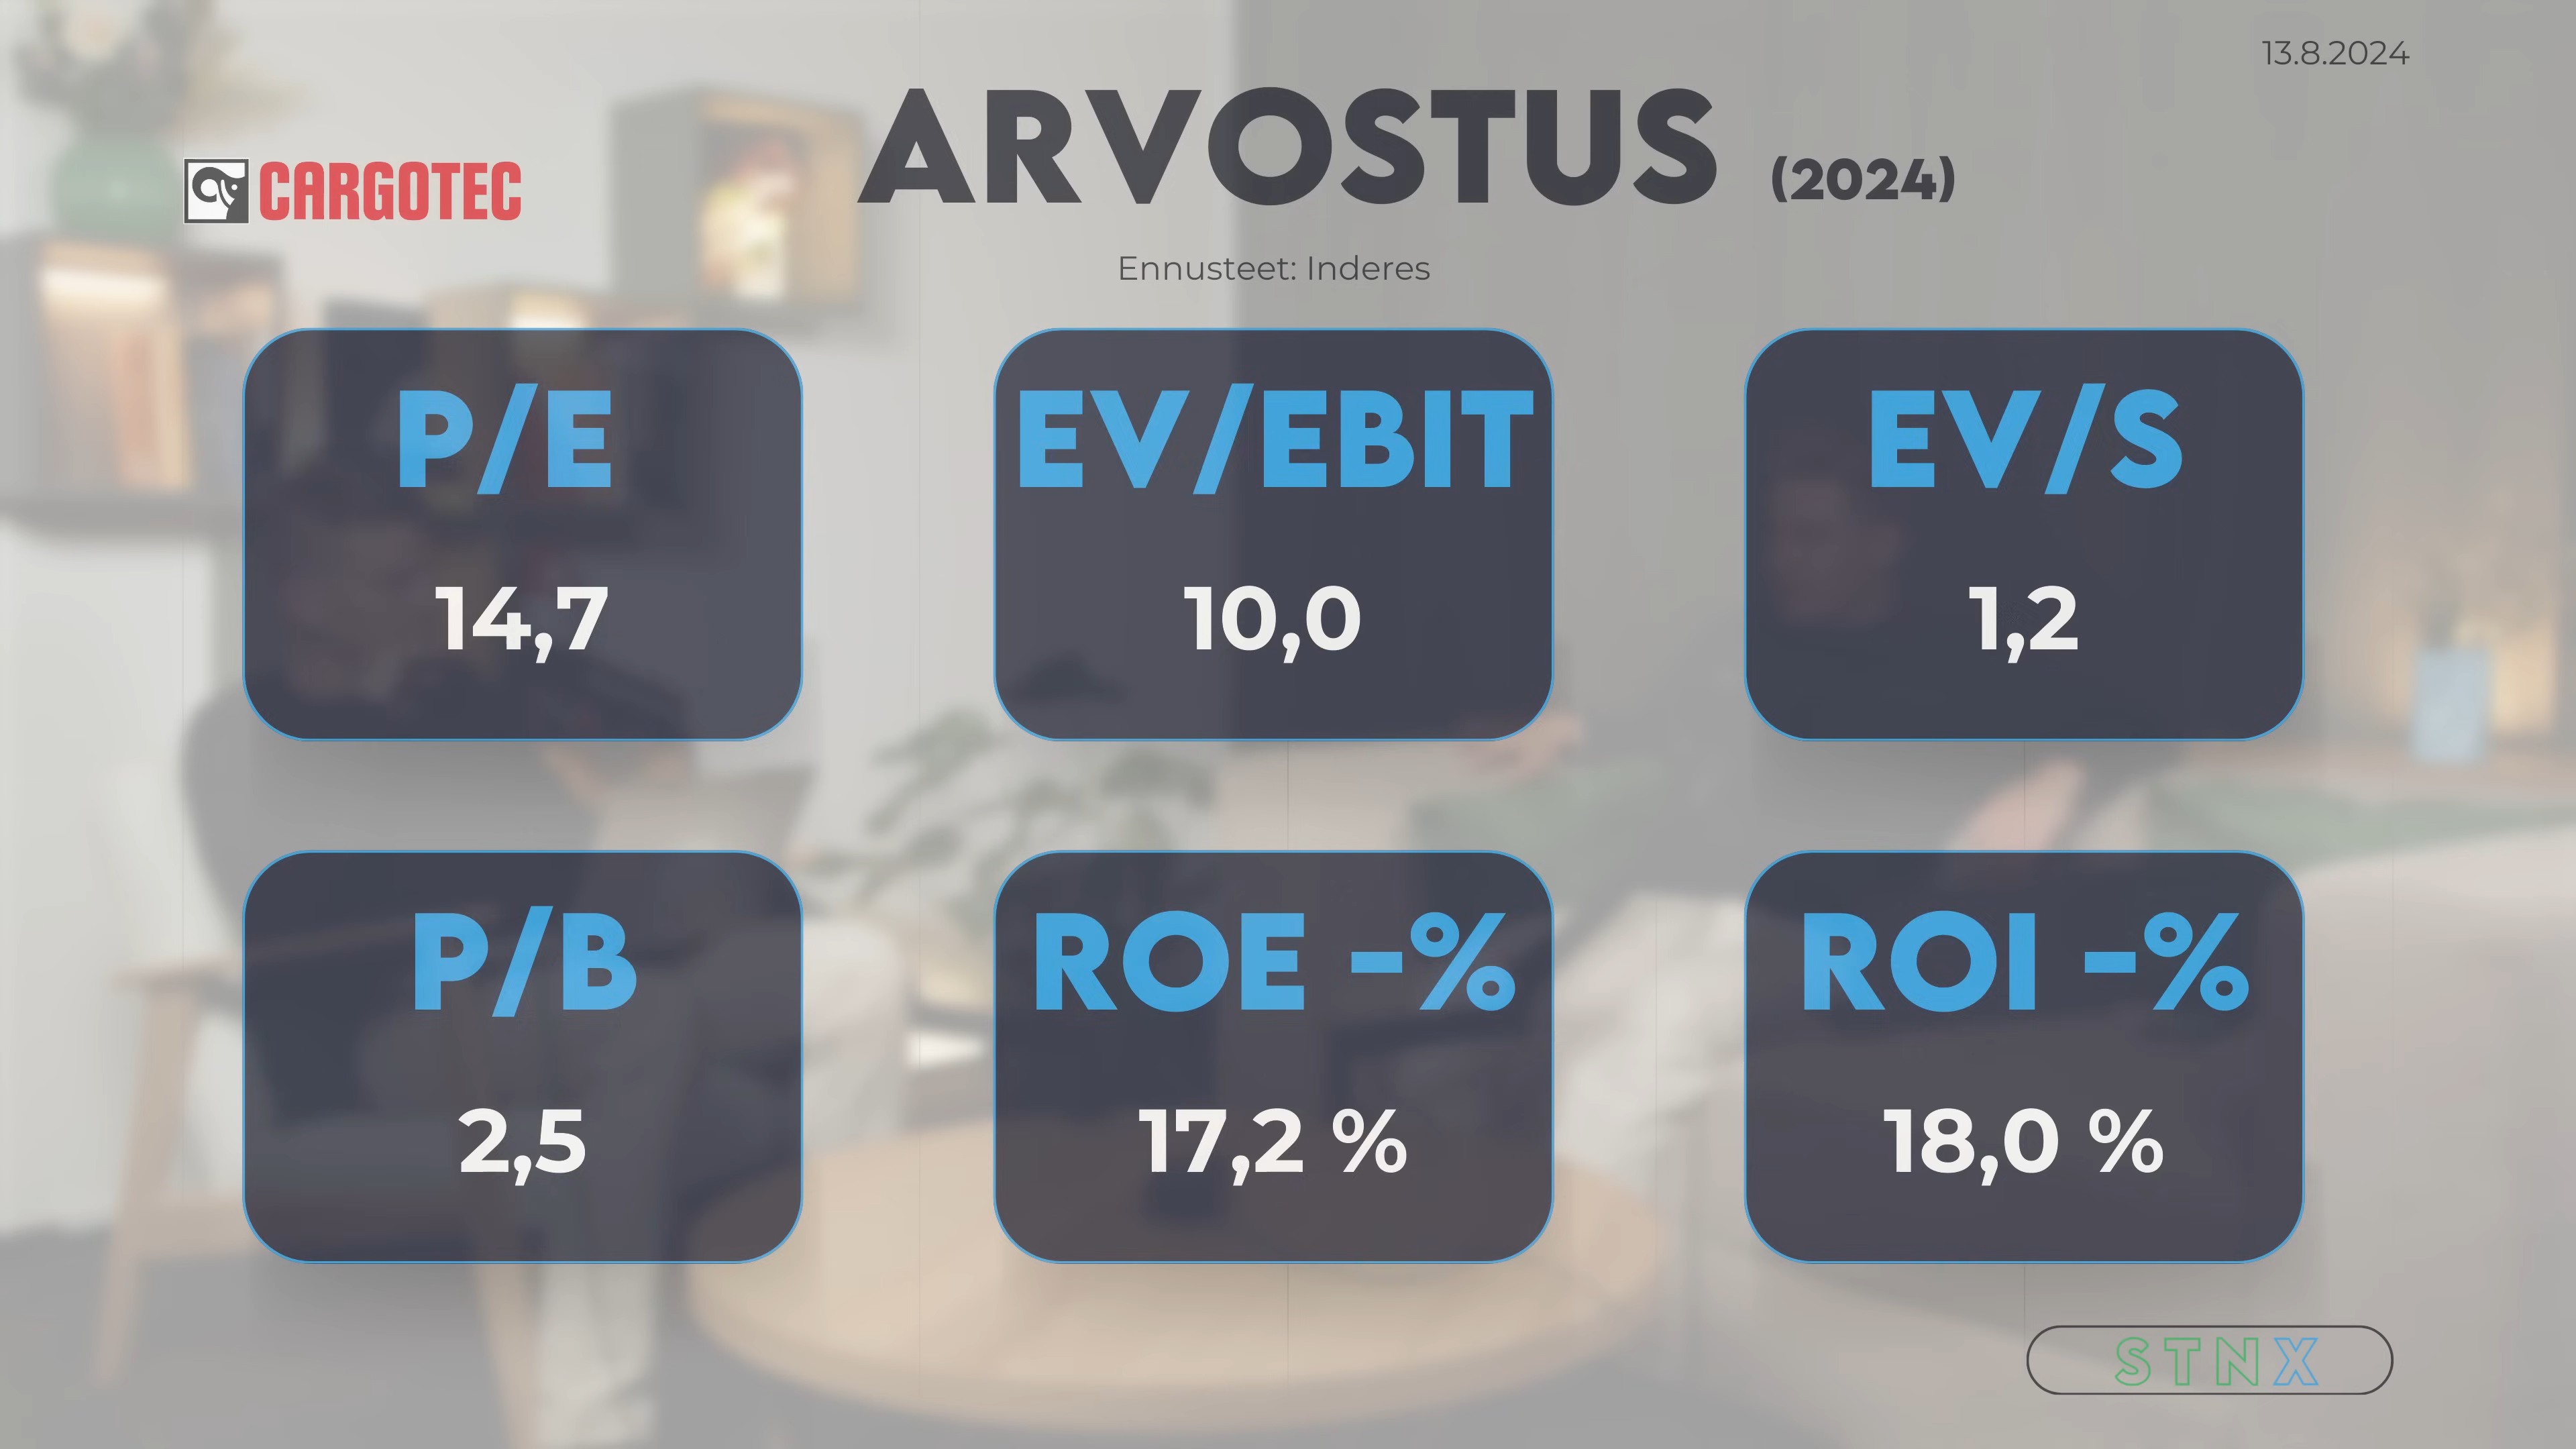 13.8.2024
ARVOSTUS (2024)
CARGOTEC
Ennusteet: Inderes
P/E
14,7
EV/EBIT
10,0
EV/S
1,2
P/B
2,5
ROE -%
17,2 %
ROI -%
18,0 %
STNX